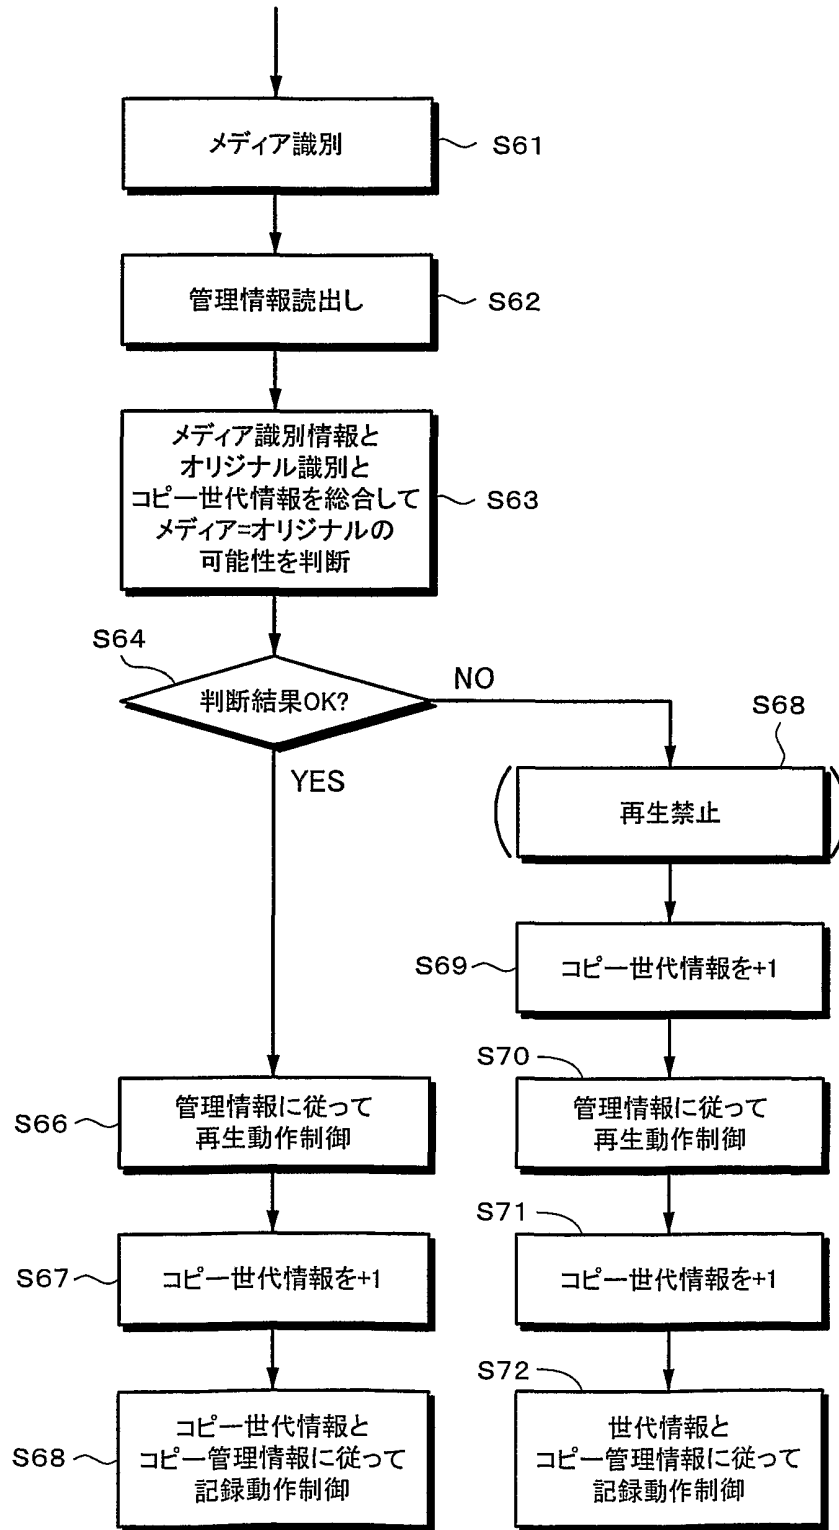 メディア識別
S61
管理情報読出し
S62
メディア識別情報と
オリジナル識別と
コピー世代情報を総合して
メディア=オリジナルの
可能性を判断
S63
S64
判断結果OK?
NO
YES
S68
再生禁止
S69
コピー世代情報を+1
S66
管理情報に従って
再生動作制御
S70
管理情報に従って
再生動作制御
S67
コピー世代情報を+1
S71
コピー世代情報を+1
S68
コピー世代情報と
コピー管理情報に従って
記録動作制御
S72
世代情報と
コピー管理情報に従って
記録動作制御